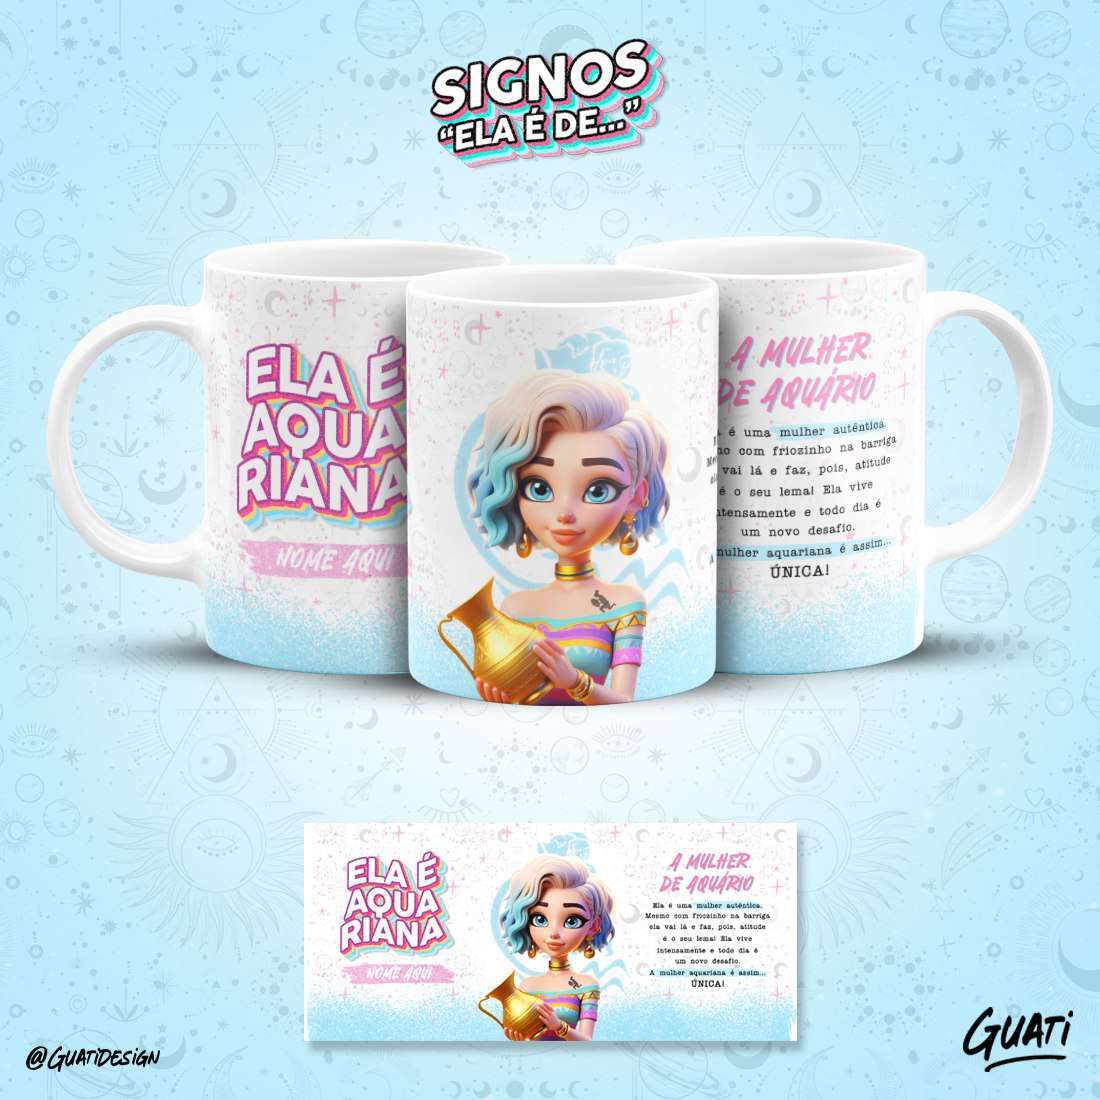 SIGNOS
"ELA É DE..."
ELA É
AQUA
RIANA
NOME AQUI
A MULHER
DE AQUÁRIO
é uma mulher autêntica.
com friozinho na barriga
vai lá e faz, pois, atitude
é o seu lema! Ela vive
intensamente e todo dia é
um novo desafio.
A mulher aquariana é assim...
ÚNICA!
ELA É
AQUA
RIANA
NOME AQUI
A MULHER
DE AQUÁRIO
Ela é uma mulher autêntica.
Mesmo com friozinho na barriga
ela vai lá e faz, pois, atitude
é o seu lema! Ela vive
intensamente e todo dia é
um novo desafio.
A mulher aquariana é assim...
ÚNICA!
@GUATIDESIGN
GUATI